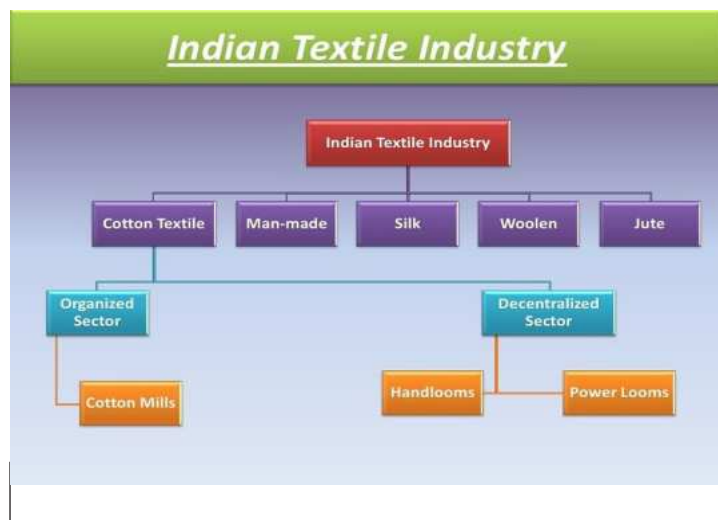 Indian Textile Industry
Indian Textile Industry
Cotton Textile
Man-made
Silk
Woolen
Jute
Organized
Sector
Decentralized
Sector
Cotton Mills
Handlooms
Power Looms